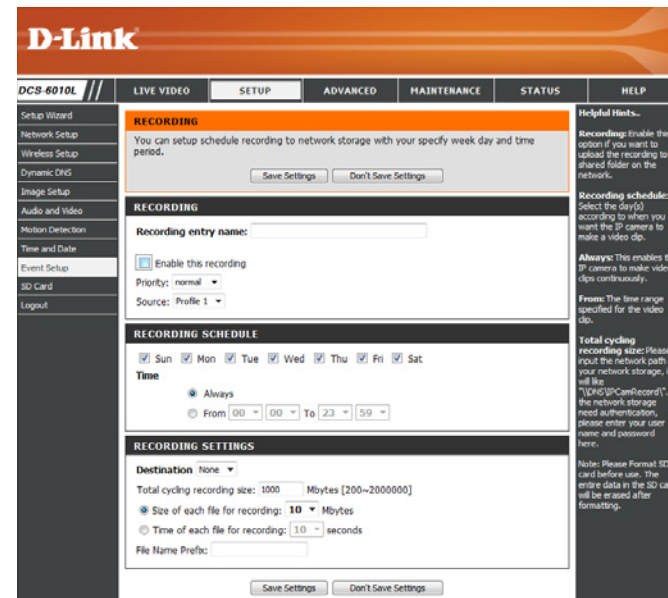 D-Link
DCS-6010L
LIVE VIDEO SETUP ADVANCED MAINTENANCE STATUS HELP
Setup Wizard
Network Setup
Wireless Setup
Dynamic DNS
Image Setup
Audio and Video
Motion Detection
Time and Date
Event Setup
SD Card
Logout
RECORDING
You can setup schedule recording to network storage with your specify week day and time
period.
Save Settings Don't Save Settings
RECORDING
Recording entry name:
Enable this recording
Priority: normal
Source: Profile 1
RECORDING SCHEDULE
Sun Mon Tue Wed Thu Fri Sat
Time
Always
From 00 00 To 23 59
RECORDING SETTINGS
Destination None
Total cycling recording size: 1000 Mbytes [200~2000000]
Size of each file for recording: 10 Mbytes
Time of each file for recording: 10 seconds
File Name Prefix:
Save Settings Don't Save Settings
Helpful Hints..
Recording: Enable this
option if you want to
upload the recording to
shared folder on the
network.
Recording schedule:
Select the day(s)
according to when you
want the IP camera to
make a video clip.
Always: This enables t
IP camera to make vide
clips continuously.
From: The time range
specified for the video
clip.
Total cycling
recording size: Please
input the network path
your network storage, i
will like
"\\DNS\IPCamRecord\".
the network storage
need authentication,
please enter your user
name and password
here.
Note: Please Format SD
card before use. The
entire data in the SD ca
will be erased after
formatting.